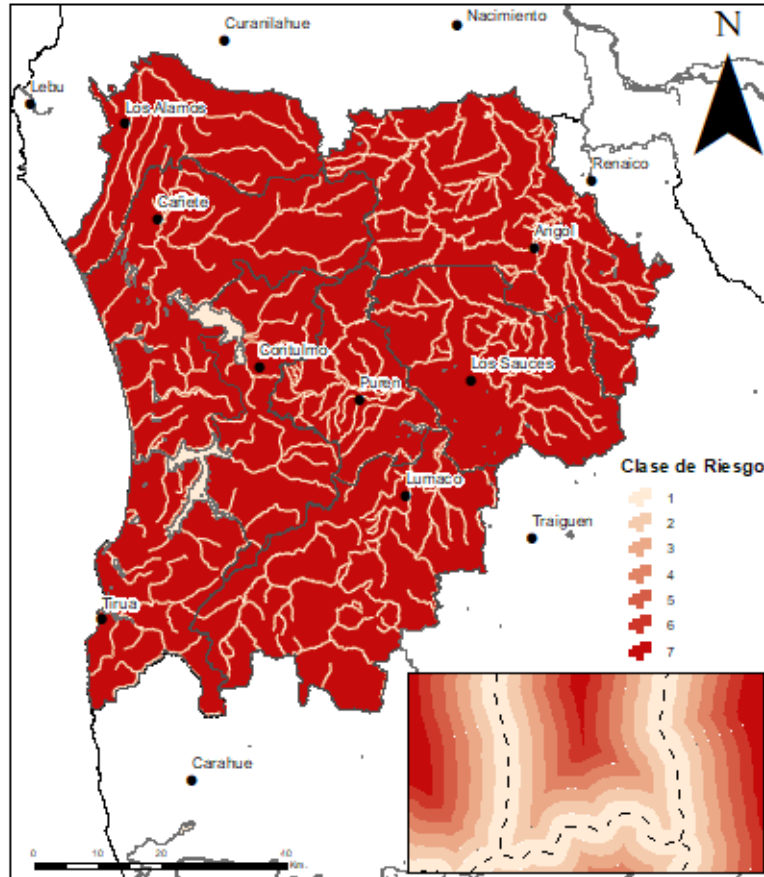 Nacimiento
Curanilahue
N
Lebu
Los Alamos
Renaico
Cañete
Angol
Contulmo
Los Sauces
Puren
Clase de Riesgo
Lumaco
1
2
Traiguen
3
4
5
Tirua
6
7
Carahue
0 10 20 40
Km.